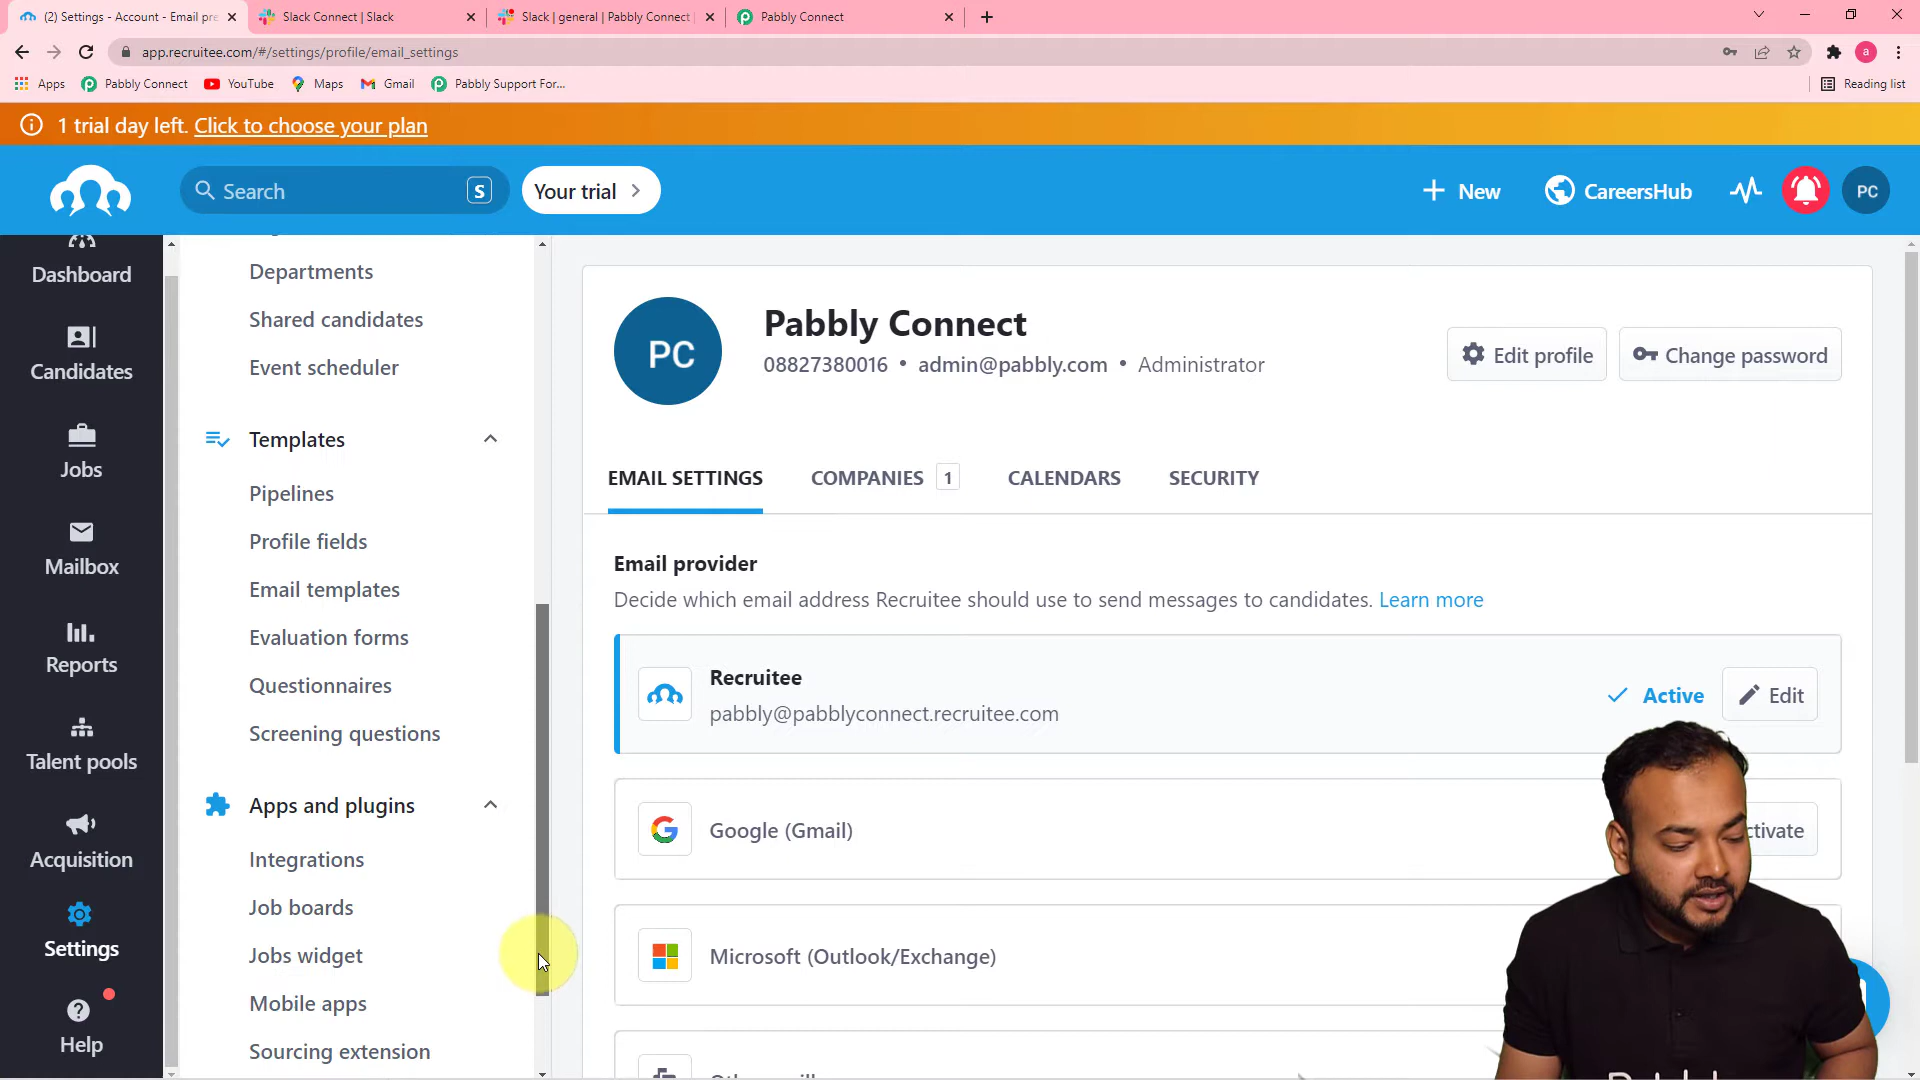 (2) Settings - Account - Email pre
Slack Connect | Slack
Slack | general | Pabbly Connect
Pabbly Connect
app.recruitee.com/#/settings/profile/email_settings
a
Apps
Pabbly Connect
YouTube
Maps
Gmail
Pabbly Support For...
Reading list
1 trial day left. Click to choose your plan
Search
S
Your trial
New
CareersHub
PC
Dashboard
Candidates
Jobs
Mailbox
Reports
Talent pools
Acquisition
Settings
Help
Departments
Shared candidates
Event scheduler
Templates
Pipelines
Profile fields
Email templates
Evaluation forms
Questionnaires
Screening questions
Apps and plugins
Integrations
Job boards
Jobs widget
Mobile apps
Sourcing extension
PC
Pabbly Connect
08827380016 • admin@pabbly.com • Administrator
Edit profile
Change password
EMAIL SETTINGS
COMPANIES 1
CALENDARS
SECURITY
Email provider
Decide which email address Recruitee should use to send messages to candidates. Learn more
Recruitee
pabbly@pabblyconnect.recruitee.com
Active
Edit
Google (Gmail)
ctivate
Microsoft (Outlook/Exchange)